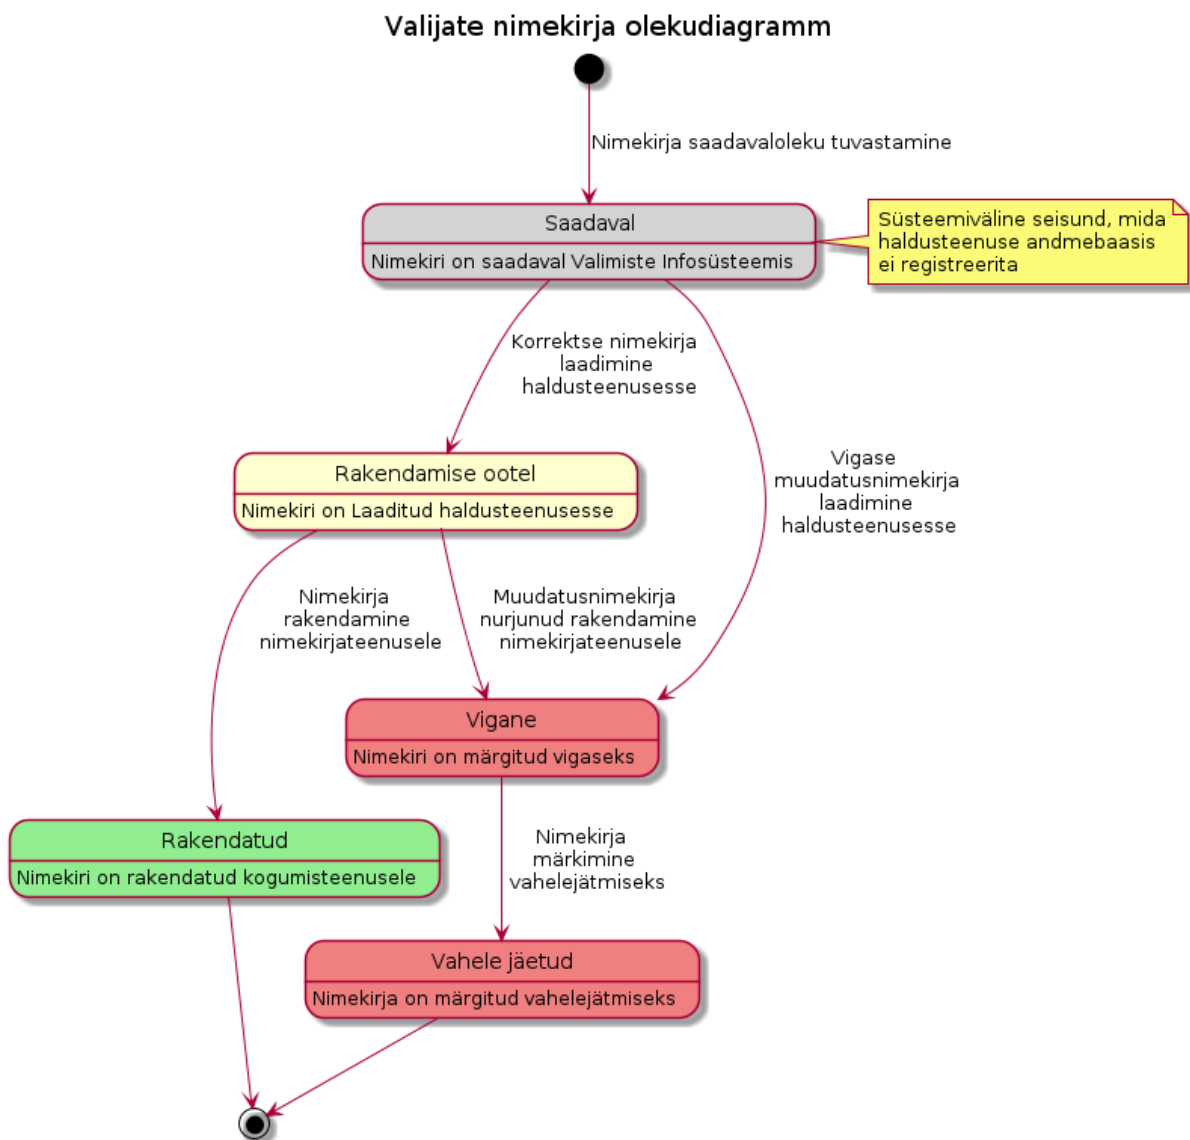 Valijate nimekirja olekudiagramm
Nimekirja saadavaloleku tuvastamine
Saadaval
Nimekiri on saadaval Valimiste Infosüsteemis
Süsteemiväline seisund, mida
haldusteenuse andmebaasis
ei registreerita
Korrektse nimekirja
laadimine
haldusteenusesse
Vigase
muudatusnimekirja
laadimine
haldusteenusesse
Rakendamise ootel
Nimekiri on Laaditud haldusteenusesse
Nimekirja
rakendamine
nimekirjateenusele
Muudatusnimekirja
nurjunud rakendamine
nimekirjateenusele
Vigane
Nimekiri on märgitud vigaseks
Rakendatud
Nimekiri on rakendatud kogumisteenusele
Nimekirja
märkimine
vahelejätmiseks
Vahele jäetud
Nimekirja on märgitud vahelejätmiseks